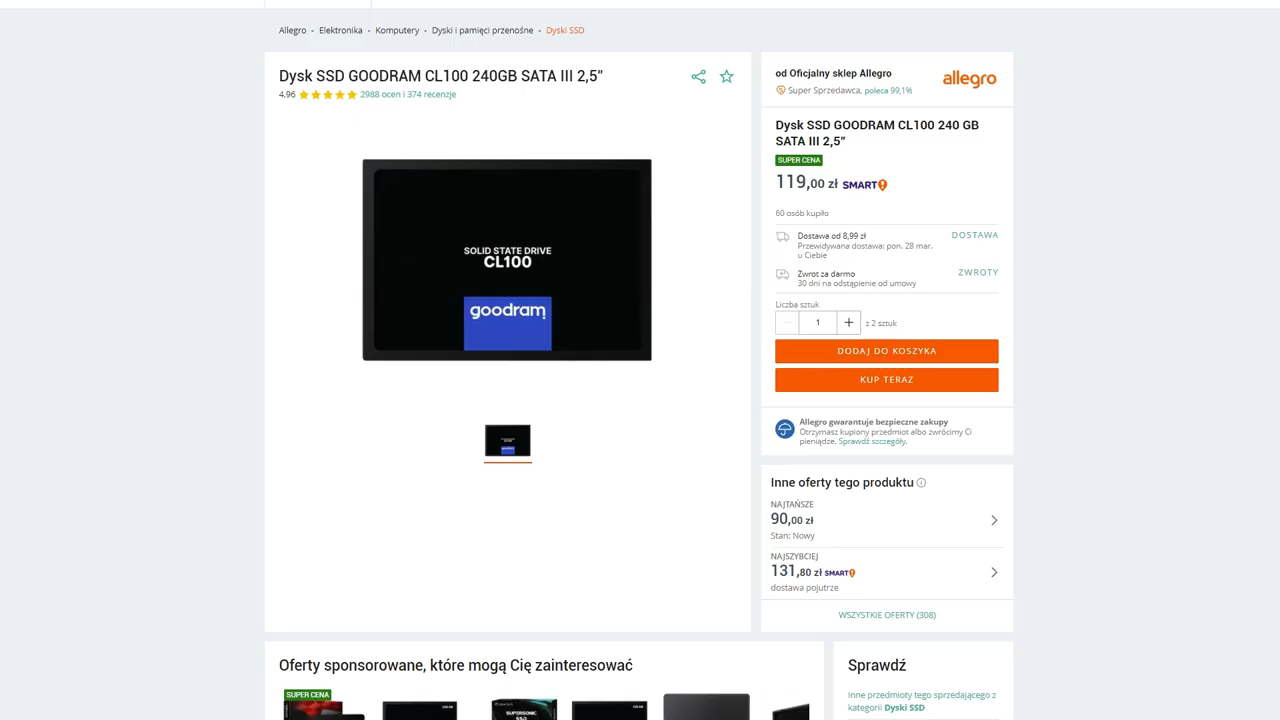 Allegro - Elektronika - Komputery - Dyski i pamięci przenośne - Dyski SSD
Dysk SSD GOODRAM CL100 240GB SATA III 2,5”
4,96 2988 ocen i 374 recenzje
SOLID STATE DRIVE
CL100
goodram
od Oficjalny sklep Allegro
allegro
Super Sprzedawca, poleca 99,1%
Dysk SSD GOODRAM CL100 240 GB
SATA III 2,5”
SUPER CENA
119,00 zł SMART!
60 osób kupiło
Dostawa od 8,99 zł DOSTAWA
Przewidywana dostawa: pon. 28 mar.
u Ciebie
Zwrot za darmo ZWROTY
30 dni na odstąpienie od umowy
Liczba sztuk
− 1 + z 2 sztuk
DODAJ DO KOSZYKA
KUP TERAZ
Allegro gwarantuje bezpieczne zakupy
Otrzymasz kupiony przedmiot albo zwrócimy Ci
pieniądze. Sprawdź szczegóły.
Inne oferty tego produktu
NAJTAŃSZE
90,00 zł
Stan: Nowy
NAJSZYBCIEJ
131,80 zł SMART!
dostawa pojutrze
WSZYSTKIE OFERTY (308)
Oferty sponsorowane, które mogą Cię zainteresować
SUPER CENA
SUPERSONIC
SSD
Sprawdź
Inne przedmioty tego sprzedającego z
kategorii Dyski SSD